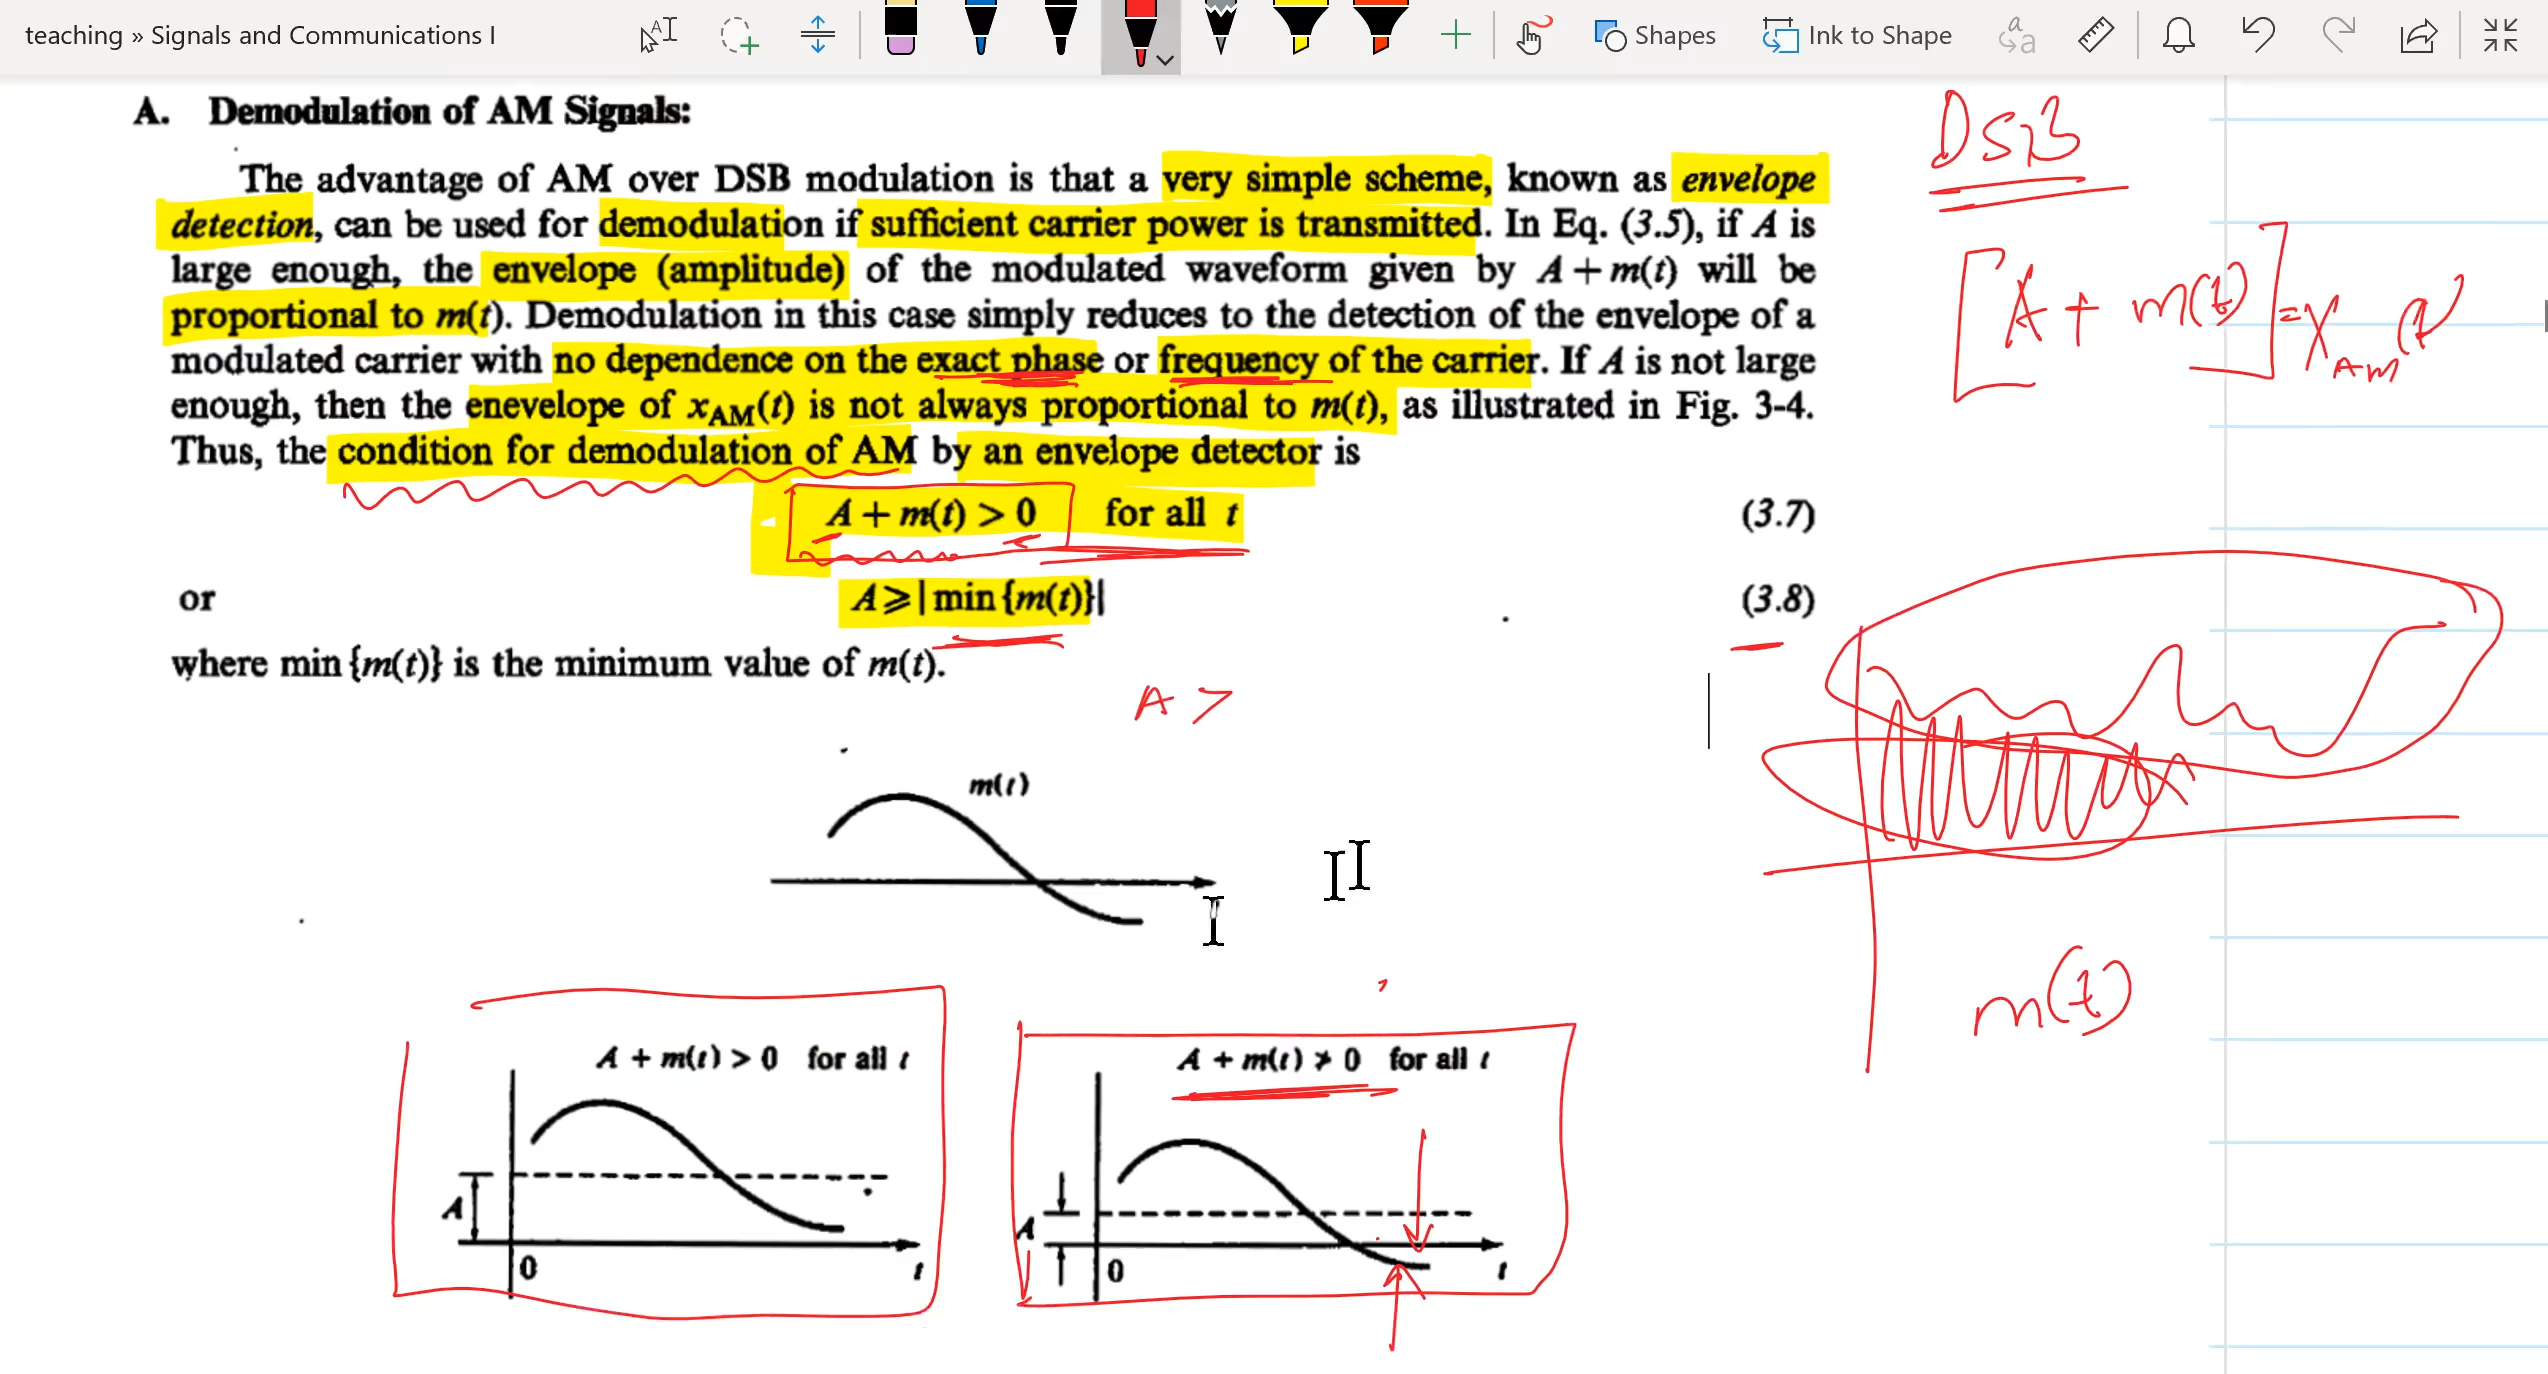 teaching » Signals and Communications I
Shapes
Ink to Shape
A. Demodulation of AM Signals:
The advantage of AM over DSB modulation is that a very simple scheme, known as envelope
detection, can be used for demodulation if sufficient carrier power is transmitted. In Eq. (3.5), if A is
large enough, the envelope (amplitude) of the modulated waveform given by A + m(t) will be
proportional to m(t). Demodulation in this case simply reduces to the detection of the envelope of a
modulated carrier with no dependence on the exact phase or frequency of the carrier. If A is not large
enough, then the enevelope of xAM(t) is not always proportional to m(t), as illustrated in Fig. 3-4.
Thus, the condition for demodulation of AM by an envelope detector is
A + m(t) > 0 for all t (3.7)
or A ⩾ |min {m(t)}| (3.8)
where min {m(t)} is the minimum value of m(t).
DSB
[A + m(t)] = XAM(t)
A >
m(t)
m(t)
A + m(t) > 0 for all t
A
0
t
A + m(t) ≯ 0 for all t
A
0
t